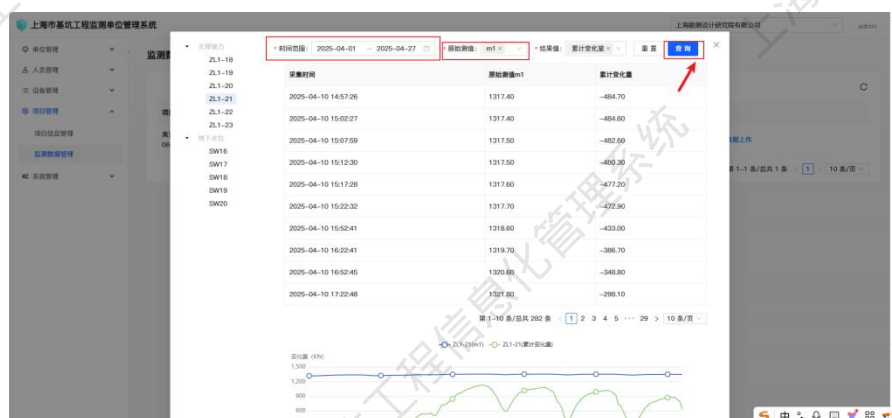 上海市基坑工程监测单位管理系统
上海勘测设计研究院有限公司
admin
单位管理
人员管理
设备管理
项目管理
项目信息管理
监测数据管理
系统管理
支撑轴力
ZL1-18
ZL1-19
ZL1-20
ZL1-21
ZL1-22
ZL1-23
地下水位
SW16
SW17
SW18
SW19
SW20
* 时间范围: 2025-04-01 → 2025-04-27 * 原始测值: m1 × * 结果值: 累计变化量 × 重置 查询
采集时间 原始测值m1 累计变化量
2025-04-10 14:57:26 1317.40 -484.70
2025-04-10 15:02:27 1317.40 -484.60
2025-04-10 15:07:59 1317.50 -482.60
2025-04-10 15:12:30 1317.50 -480.30
2025-04-10 15:17:28 1317.60 -477.20
2025-04-10 15:22:32 1317.70 -472.90
2025-04-10 15:52:41 1318.60 -433.00
2025-04-10 16:22:41 1319.70 -386.70
2025-04-10 16:52:45 1320.60 -348.80
2025-04-10 17:22:48 1321.80 -298.10
第 1-10 条/总共 282 条 < 1 2 3 4 5 ··· 29 > 10 条/页
ZL1-21(m1) ZL1-21(累计变化量)
变化量 (KN)
1,500
1,200
900
600
第 1-1 条/总共 1 条 < 1 > 10 条/页
工程信息化管理系统